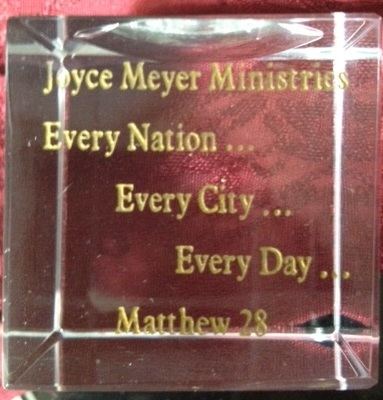 Joyce Meyer Ministries
Every Nation ...
Every City ...
Every Day ...
Matthew 28